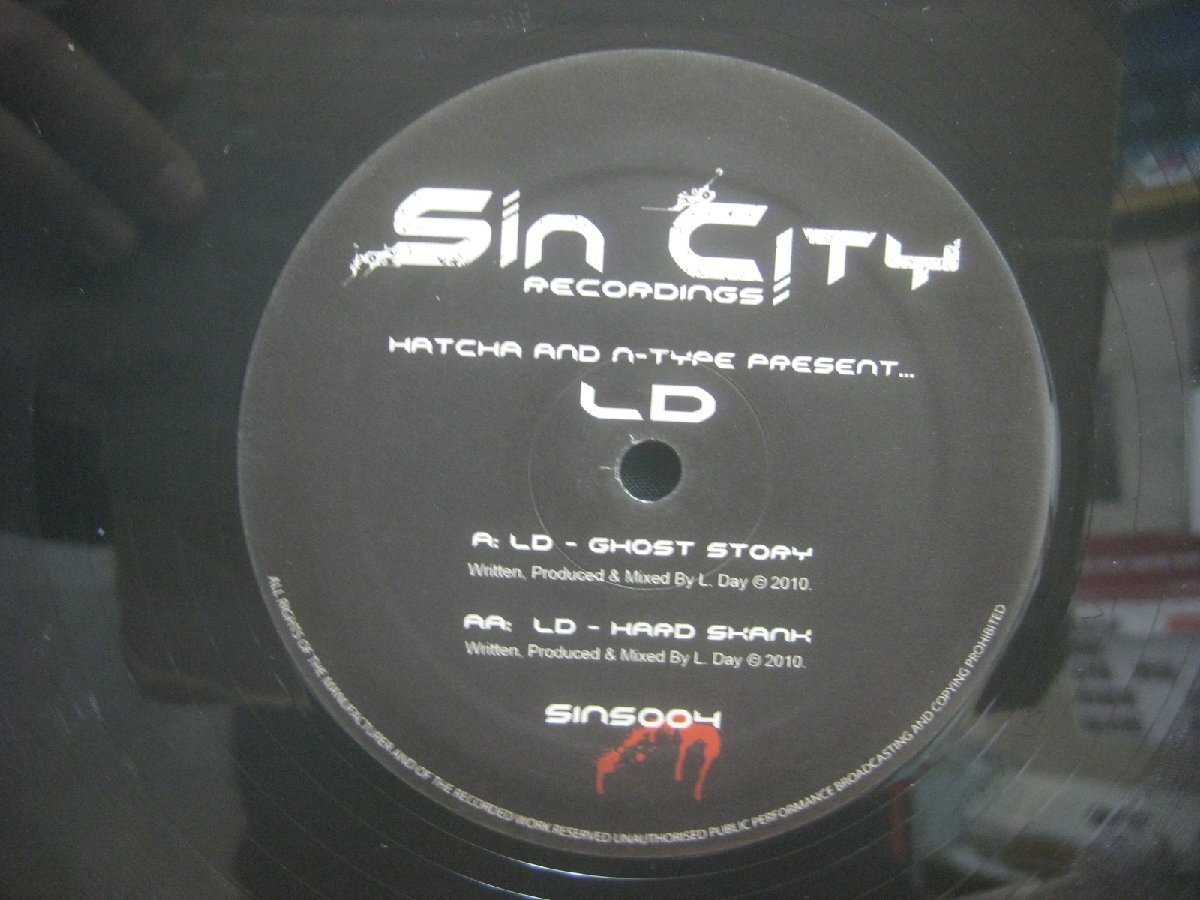 Sin City
RECORDINGS
HATCHA AND N-TYPE PRESENT...
LD
A: LD - GHOST STORY
Written, Produced & Mixed By L. Day © 2010.
AA: LD - HARD SKANK
Written, Produced & Mixed By L. Day © 2010.
SINS004
ALL RIGHTS OF THE MANUFACTURER AND OF THE RECORDED WORK RESERVED UNAUTHORISED PUBLIC PERFORMANCE BROADCASTING AND COPYING PROHIBITED